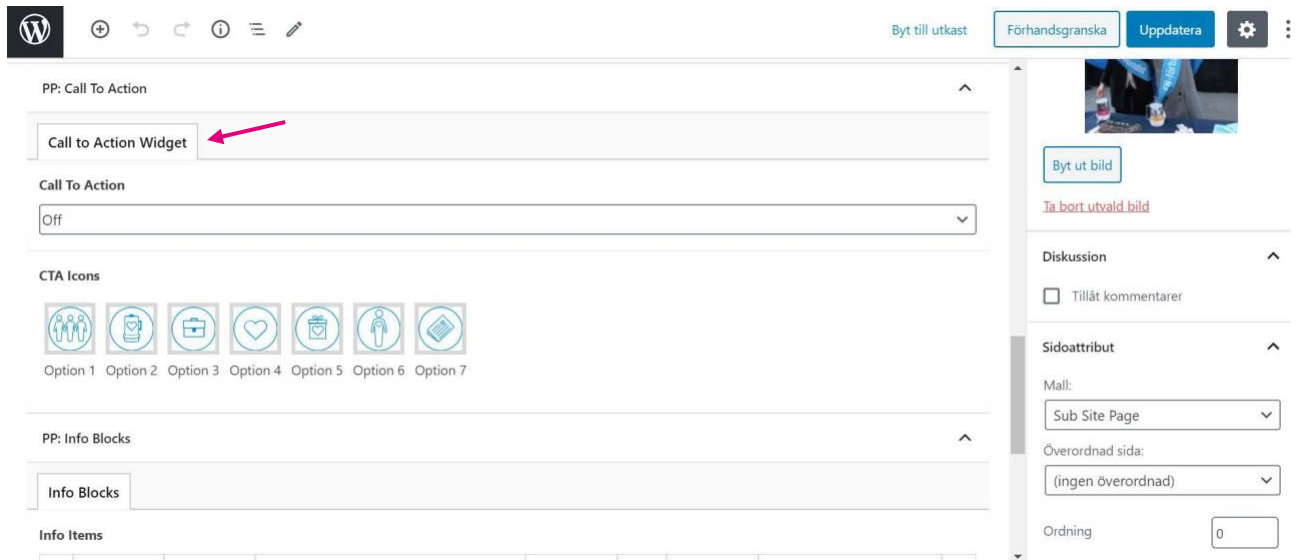 Byt till utkast
Förhandsgranska
Uppdatera
PP: Call To Action
Call to Action Widget
Call To Action
Off
CTA Icons
Option 1 Option 2 Option 3 Option 4 Option 5 Option 6 Option 7
PP: Info Blocks
Info Blocks
Info Items
Byt ut bild
Ta bort utvald bild
Diskussion
Tillåt kommentarer
Sidoattribut
Mall:
Sub Site Page
Överordnad sida:
(ingen överordnad)
Ordning
0